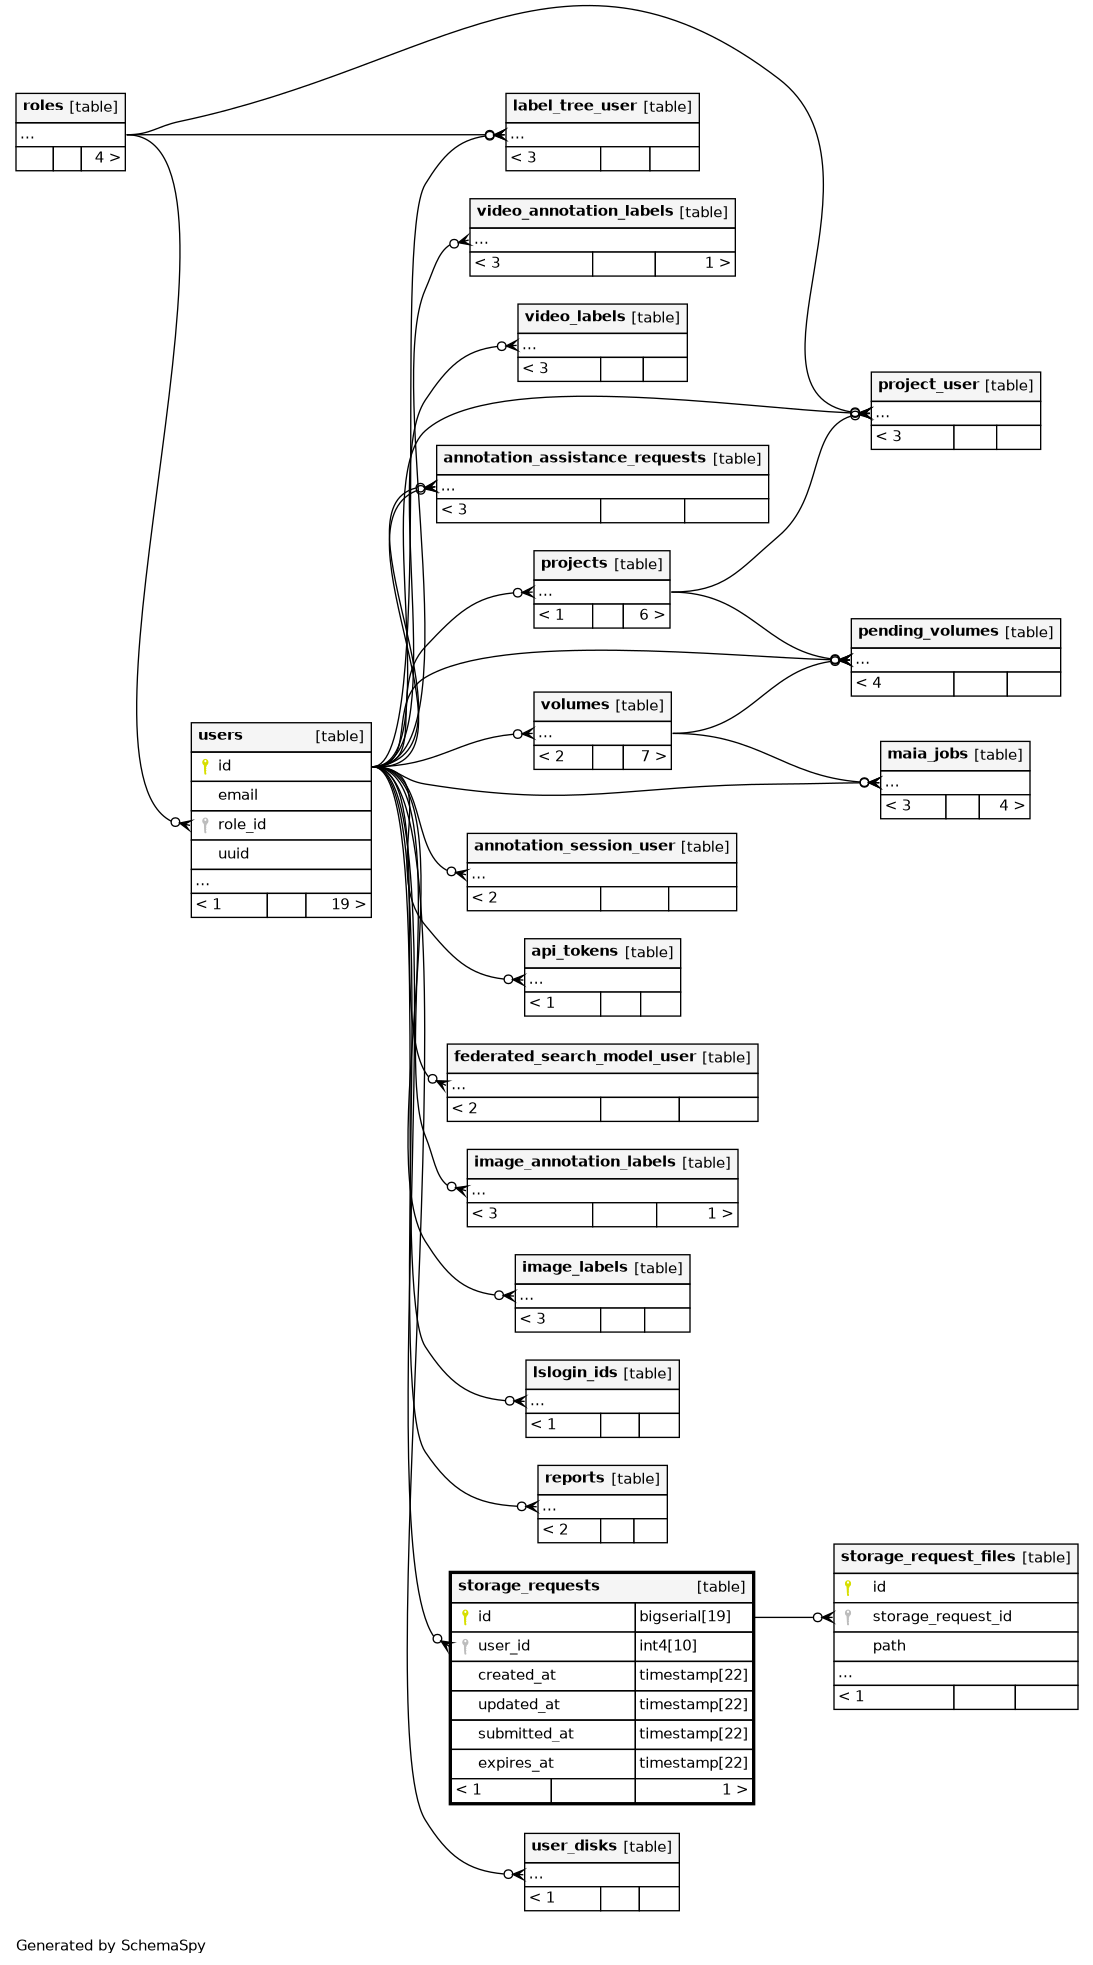 roles [table]
...
4 >
label_tree_user [table]
...
< 3
video_annotation_labels [table]
...
< 3 1 >
video_labels [table]
...
< 3
project_user [table]
...
< 3
annotation_assistance_requests [table]
...
< 3
projects [table]
...
< 1 6 >
pending_volumes [table]
...
< 4
volumes [table]
...
< 2 7 >
users [table]
id
email
role_id
uuid
...
< 1 19 >
maia_jobs [table]
...
< 3 4 >
annotation_session_user [table]
...
< 2
api_tokens [table]
...
< 1
federated_search_model_user [table]
...
< 2
image_annotation_labels [table]
...
< 3 1 >
image_labels [table]
...
< 3
lslogin_ids [table]
...
< 1
reports [table]
...
< 2
storage_requests [table]
id bigserial[19]
user_id int4[10]
created_at timestamp[22]
updated_at timestamp[22]
submitted_at timestamp[22]
expires_at timestamp[22]
< 1 1 >
storage_request_files [table]
id
storage_request_id
path
...
< 1
user_disks [table]
...
< 1
Generated by SchemaSpy